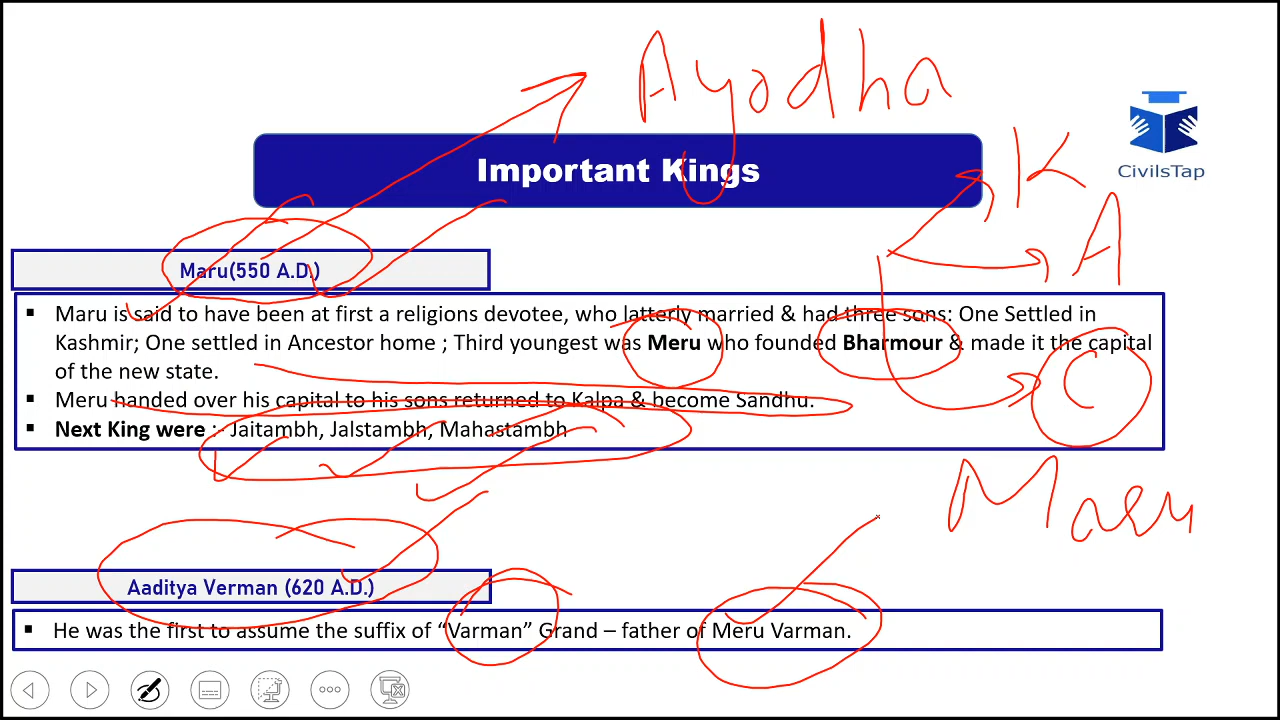 Ayodha
Important Kings
K
CivilsTap
A
Maru(550 A.D.)
▪ Maru is said to have been at first a religions devotee, who latterly married & had three sons: One Settled in
Kashmir; One settled in Ancestor home ; Third youngest was Meru who founded Bharmour & made it the capital
of the new state.
▪ Meru handed over his capital to his sons returned to Kalpa & become Sandhu.
▪ Next King were :- Jaitambh, Jalstambh, Mahastambh
C
Maru
Aaditya Verman (620 A.D.)
▪ He was the first to assume the suffix of “Varman” Grand – father of Meru Varman.